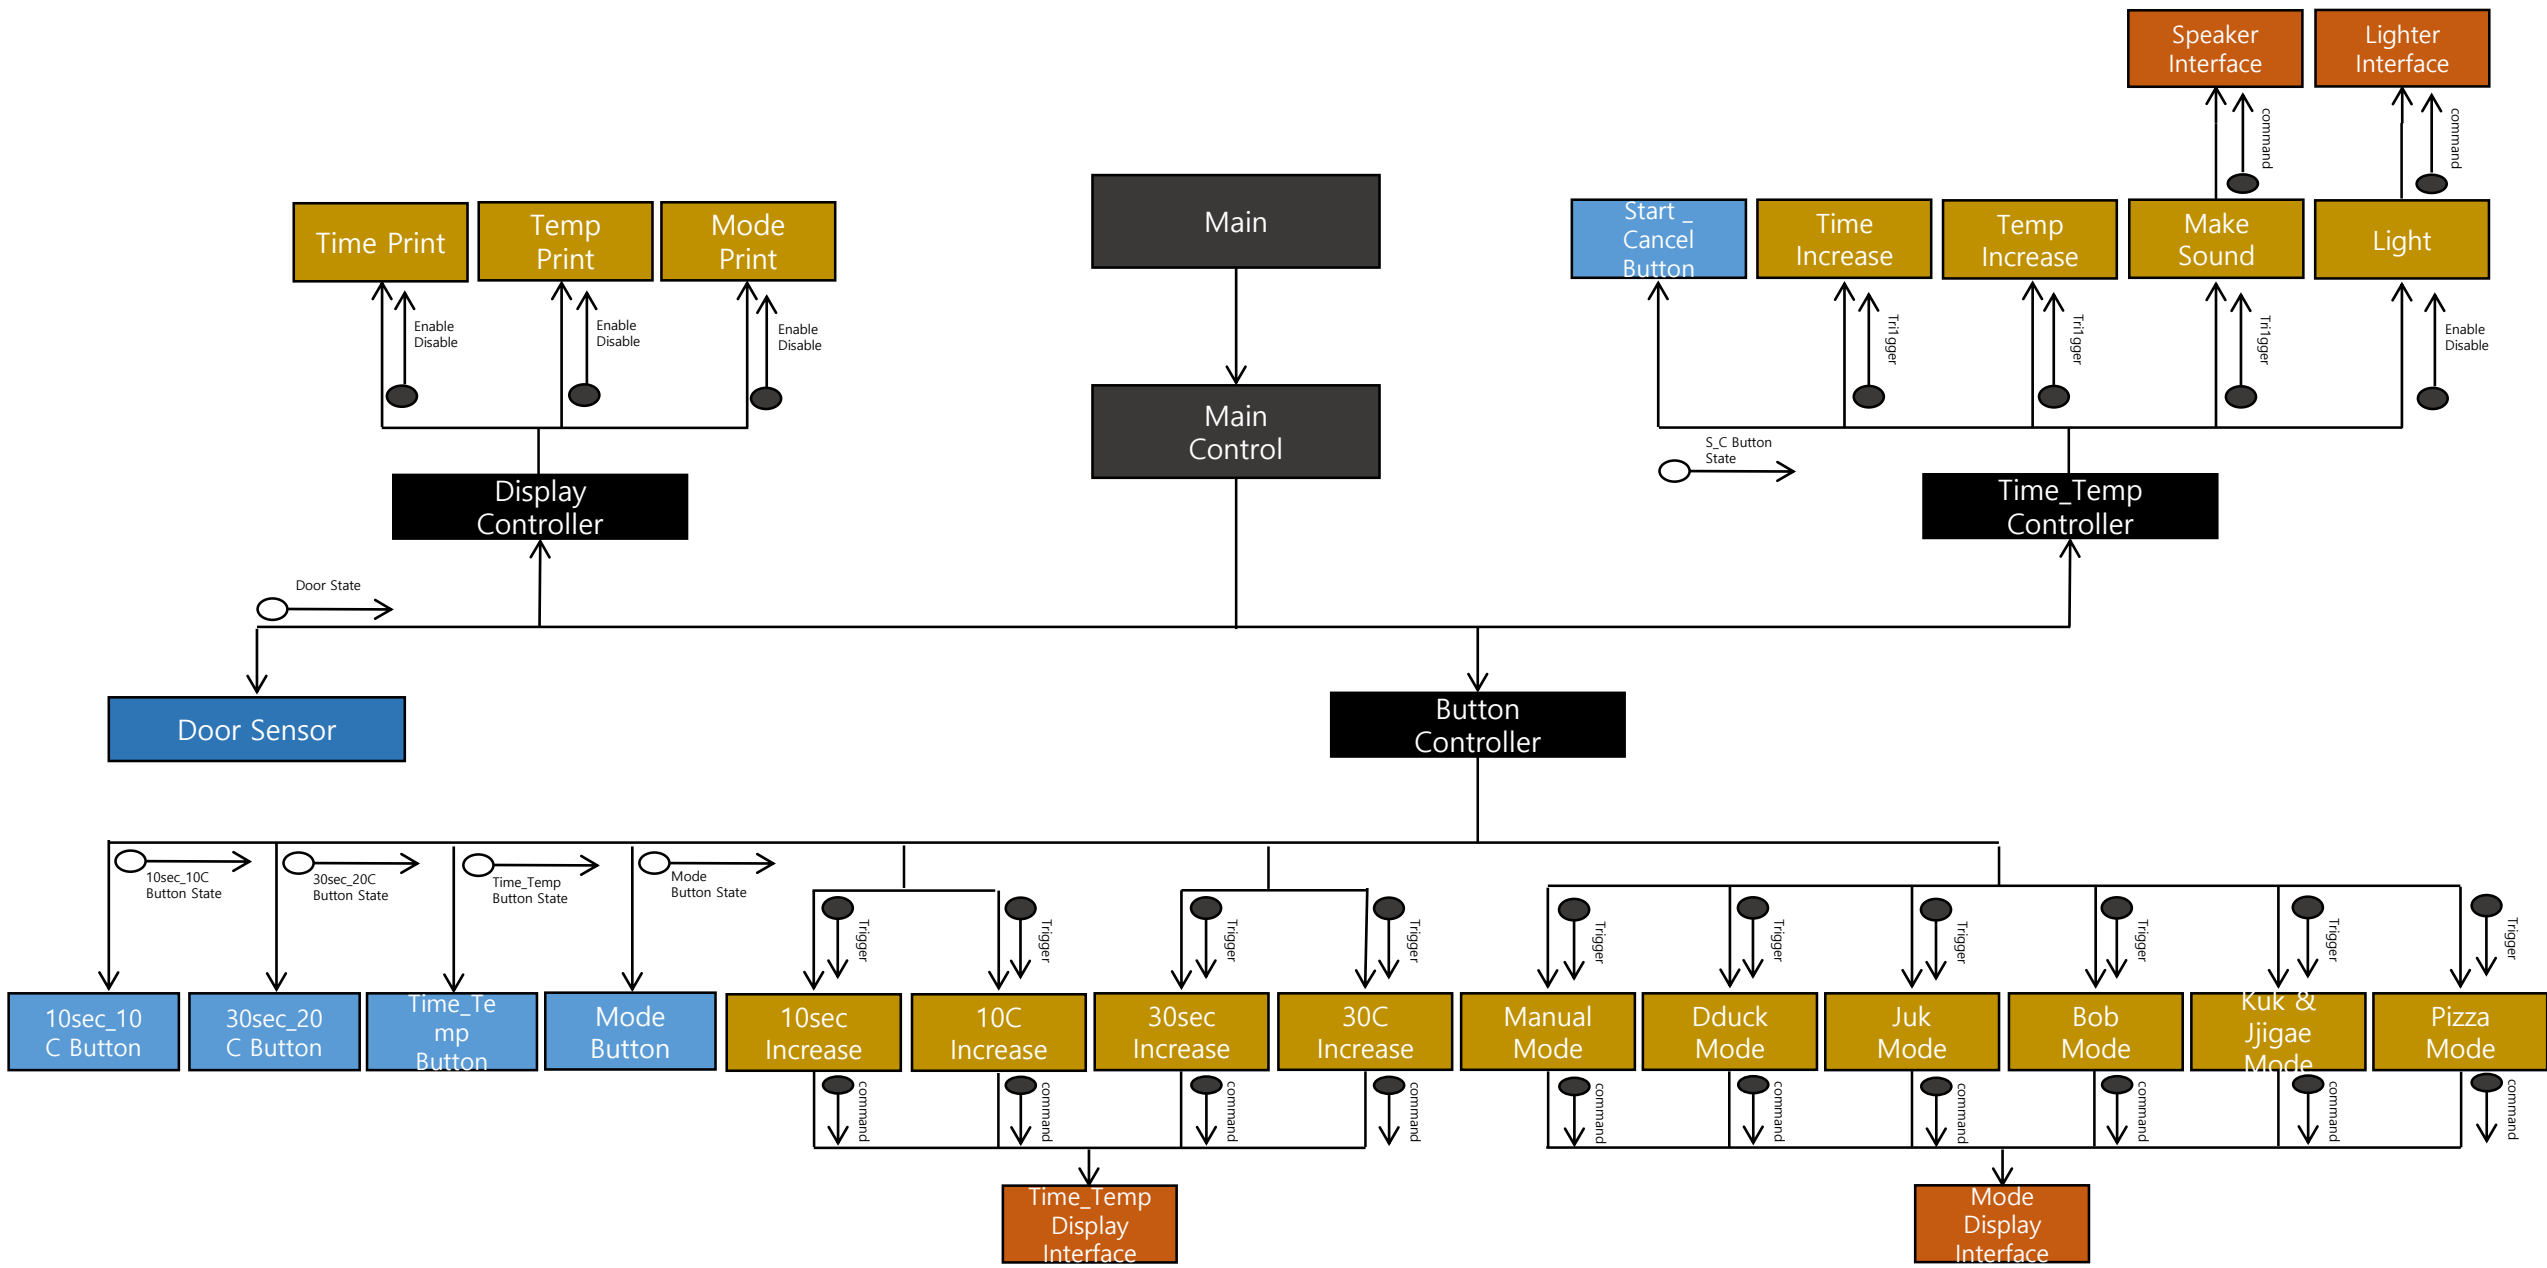 Speaker
Interface
Lighter
Interface
command
command
Time Print
Temp
Print
Mode
Print
Main
Start _
Cancel
Button
Time
Increase
Temp
Increase
Make
Sound
Light
Enable
Disable
Enable
Disable
Enable
Disable
Tri1gger
Tri1gger
Tri1gger
Enable
Disable
Main
Control
S_C Button
State
Display
Controller
Time_Temp
Controller
Door State
Door Sensor
Button
Controller
10sec_10C
Button State
30sec_20C
Button State
Time_Temp
Button State
Mode
Button State
Trigger
Trigger
Trigger
Trigger
Trigger
Trigger
Trigger
Trigger
Trigger
Trigger
10sec_10
C Button
30sec_20
C Button
Time_Te
mp
Button
Mode
Button
10sec
Increase
10C
Increase
30sec
Increase
30C
Increase
Manual
Mode
Dduck
Mode
Juk
Mode
Bob
Mode
Kuk &
Jjigae
Mode
Pizza
Mode
command
command
command
command
command
command
command
command
command
command
Time_Temp
Display
Interface
Mode
Display
Interface